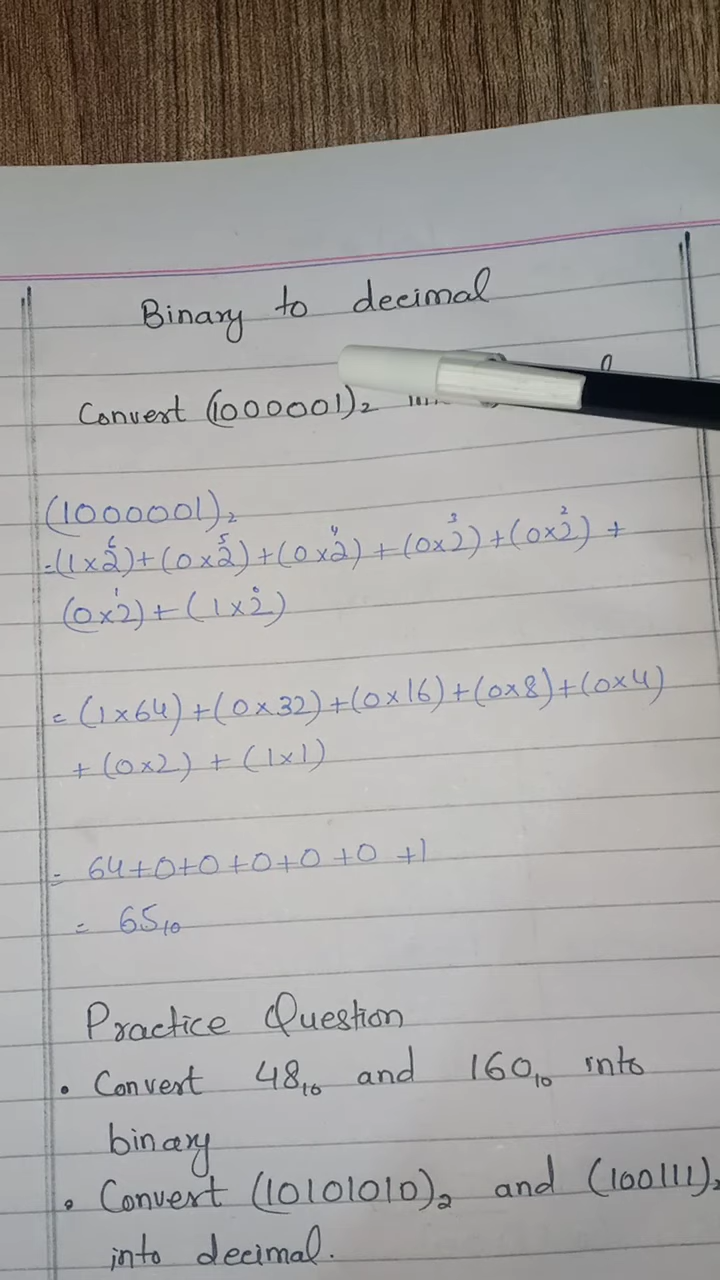 Binary to decimal
Convert (1000001)₂
(1000001)₂
=(1×2⁶)+(0×2⁵)+(0×2⁴)+(0×2³)+(0×2²)+
(0×2¹)+(1×2⁰)
= (1×64)+(0×32)+(0×16)+(0×8)+(0×4)
+(0×2)+(1×1)
= 64+0+0+0+0+0+1
= 65₁₀
Practice Question
• Convert 48₁₀ and 160₁₀ into
binary
• Convert (10101010)₂ and (100111)₂
into decimal.